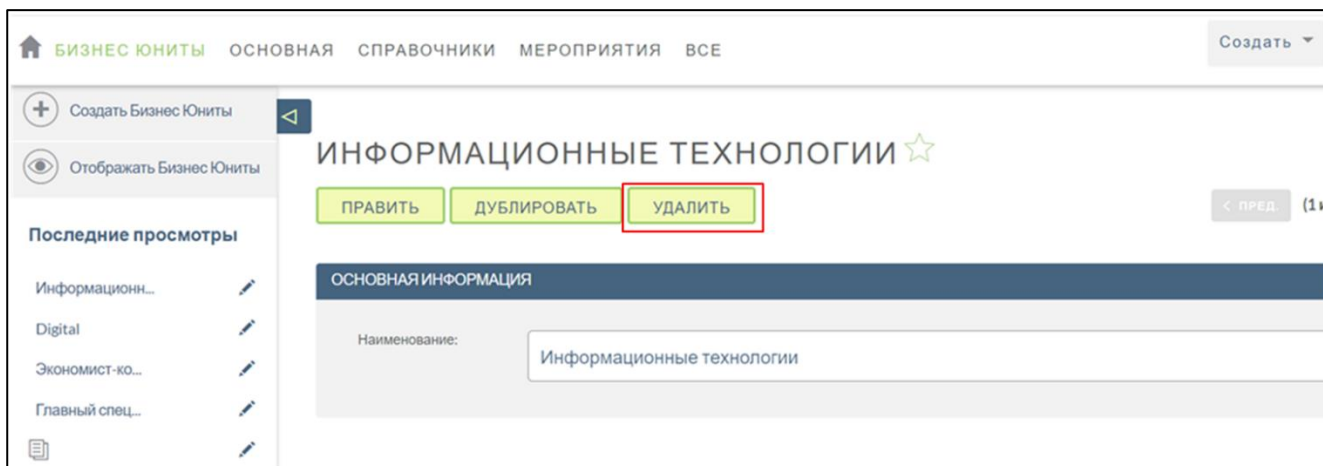 БИЗНЕС ЮНИТЫ ОСНОВНАЯ СПРАВОЧНИКИ МЕРОПРИЯТИЯ ВСЕ Создать
Создать Бизнес Юниты
Отображать Бизнес Юниты
Последние просмотры
Информационн...
Digital
Экономист-ко...
Главный спец...
ИНФОРМАЦИОННЫЕ ТЕХНОЛОГИИ
ПРАВИТЬ ДУБЛИРОВАТЬ УДАЛИТЬ < ПРЕД. (1
ОСНОВНАЯ ИНФОРМАЦИЯ
Наименование: Информационные технологии